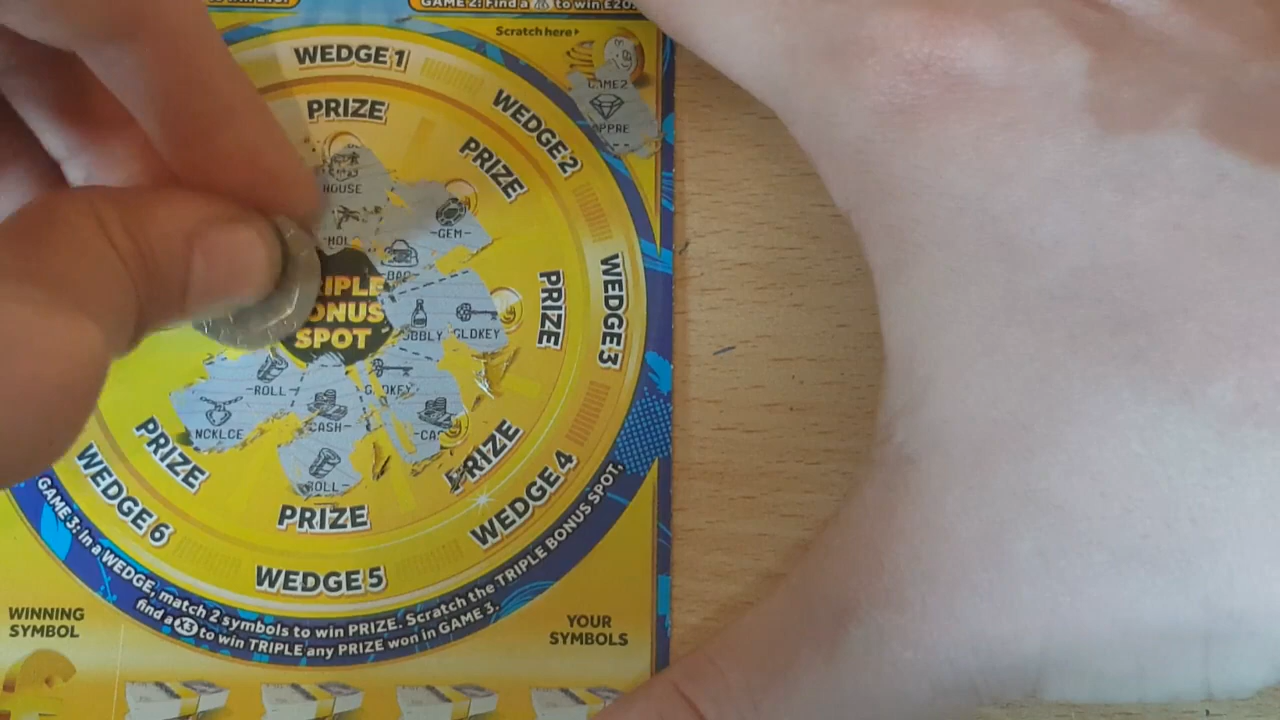 GAME 2: Find a to win £20.
Scratch here
GAME2
WEDGE 1
PRIZE
WEDGE 2
PRIZE
HOUSE
-GEM-
WEDGE 3
PRIZE
TRIPLE
BONUS
SPOT
GLDKEY
-ROLL-
NCKLCE
-CASH-
ROLL
PRIZE
WEDGE 4
PRIZE
WEDGE 5
PRIZE
WEDGE 6
GAME 3: In a WEDGE, match 2 symbols to win PRIZE. Scratch the TRIPLE BONUS SPOT,
find a X3 to win TRIPLE any PRIZE won in GAME 3.
WINNING
SYMBOL
YOUR
SYMBOLS